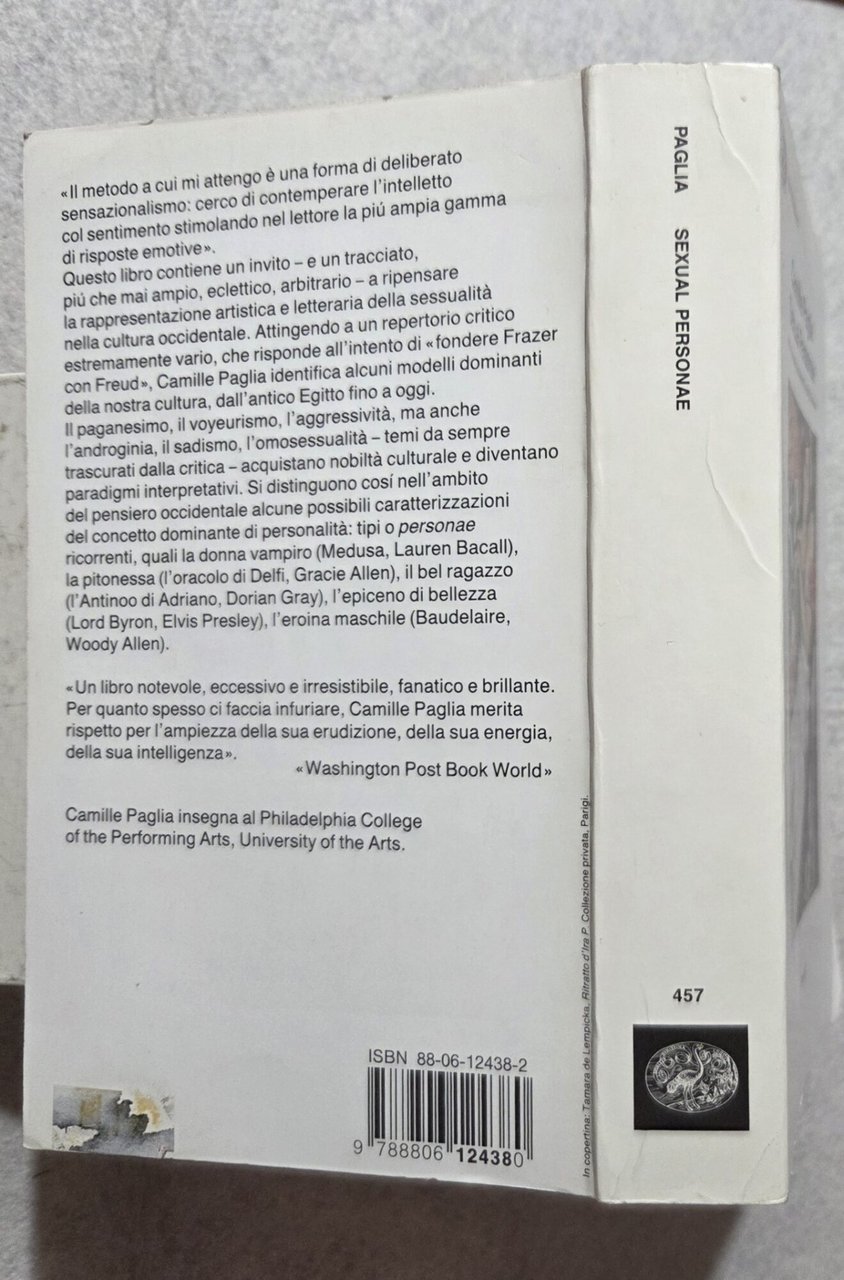 «Il metodo a cui mi attengo è una forma di deliberato
sensazionalismo: cerco di contemperare l'intelletto
col sentimento stimolando nel lettore la piú ampia gamma
di risposte emotive».
Questo libro contiene un invito – e un tracciato,
piú che mai ampio, eclettico, arbitrario – a ripensare
la rappresentazione artistica e letteraria della sessualità
nella cultura occidentale. Attingendo a un repertorio critico
estremamente vario, che risponde all'intento di «fondere Frazer
con Freud», Camille Paglia identifica alcuni modelli dominanti
della nostra cultura, dall'antico Egitto fino a oggi.
Il paganesimo, il voyeurismo, l'aggressività, ma anche
l'androginia, il sadismo, l'omosessualità – temi da sempre
trascurati dalla critica – acquistano nobiltà culturale e diventano
paradigmi interpretativi. Si distinguono cosí nell'ambito
del pensiero occidentale alcune possibili caratterizzazioni
del concetto dominante di personalità: tipi o personae
ricorrenti, quali la donna vampiro (Medusa, Lauren Bacall),
la pitonessa (l'oracolo di Delfi, Gracie Allen), il bel ragazzo
(l'Antinoo di Adriano, Dorian Gray), l'epiceno di bellezza
(Lord Byron, Elvis Presley), l'eroina maschile (Baudelaire,
Woody Allen).
«Un libro notevole, eccessivo e irresistibile, fanatico e brillante.
Per quanto spesso ci faccia infuriare, Camille Paglia merita
rispetto per l'ampiezza della sua erudizione, della sua energia,
della sua intelligenza».
«Washington Post Book World»
Camille Paglia insegna al Philadelphia College
of the Performing Arts, University of the Arts.
ISBN 88-06-12438-2
9 788806 124380
In copertina: Tamara de Lempicka, Ritratto d'Ira P. Collezione privata, Parigi.
PAGLIA SEXUAL PERSONAE
457